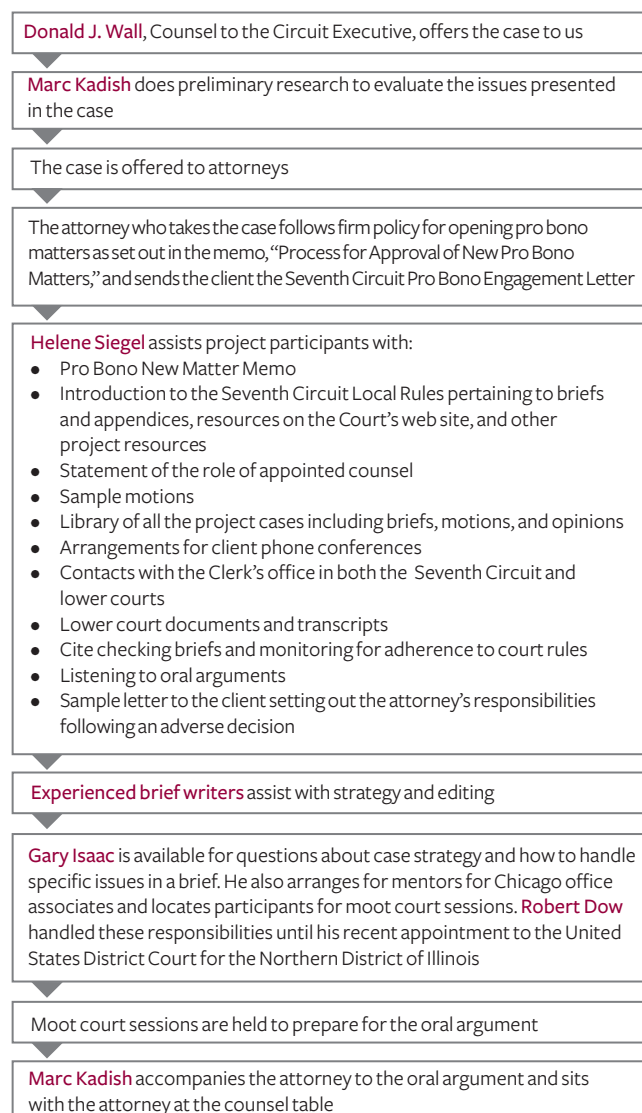 Donald J. Wall, Counsel to the Circuit Executive, offers the case to us
Marc Kadish does preliminary research to evaluate the issues presented
in the case
The case is offered to attorneys
The attorney who takes the case follows firm policy for opening pro bono
matters as set out in the memo, “Process for Approval of New Pro Bono
Matters,” and sends the client the Seventh Circuit Pro Bono Engagement Letter
Helene Siegel assists project participants with:
• Pro Bono New Matter Memo
• Introduction to the Seventh Circuit Local Rules pertaining to briefs
and appendices, resources on the Court’s web site, and other
project resources
• Statement of the role of appointed counsel
• Sample motions
• Library of all the project cases including briefs, motions, and opinions
• Arrangements for client phone conferences
• Contacts with the Clerk’s office in both the Seventh Circuit and
lower courts
• Lower court documents and transcripts
• Cite checking briefs and monitoring for adherence to court rules
• Listening to oral arguments
• Sample letter to the client setting out the attorney’s responsibilities
following an adverse decision
Experienced brief writers assist with strategy and editing
Gary Isaac is available for questions about case strategy and how to handle
specific issues in a brief. He also arranges for mentors for Chicago office
associates and locates participants for moot court sessions. Robert Dow
handled these responsibilities until his recent appointment to the United
States District Court for the Northern District of Illinois
Moot court sessions are held to prepare for the oral argument
Marc Kadish accompanies the attorney to the oral argument and sits
with the attorney at the counsel table